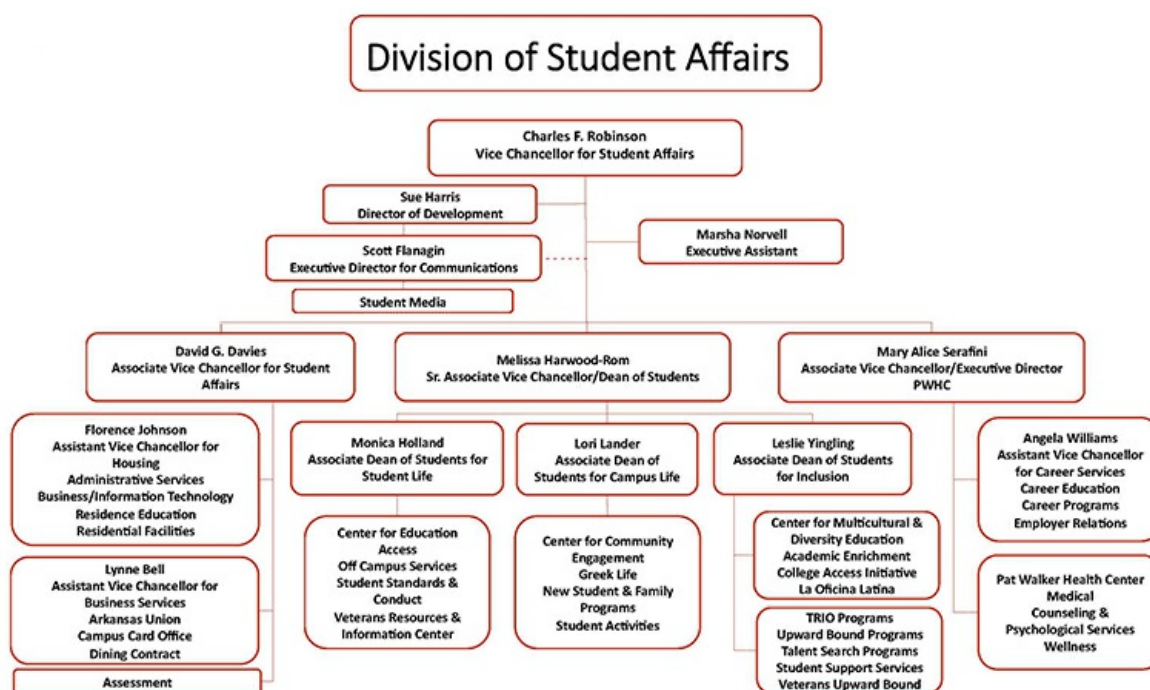 Division of Student Affairs
Charles F. Robinson
Vice Chancellor for Student Affairs
Sue Harris
Director of Development
Marsha Norvell
Executive Assistant
Scott Flanagin
Executive Director for Communications
Student Media
David G. Davies
Associate Vice Chancellor for Student
Affairs
Melissa Harwood-Rom
Sr. Associate Vice Chancellor/Dean of Students
Mary Alice Serafini
Associate Vice Chancellor/Executive Director
PWHC
Florence Johnson
Assistant Vice Chancellor for
Housing
Administrative Services
Business/Information Technology
Residence Education
Residential Facilities
Lynne Bell
Assistant Vice Chancellor for
Business Services
Arkansas Union
Campus Card Office
Dining Contract
Assessment
Monica Holland
Associate Dean of Students for
Student Life
Center for Education
Access
Off Campus Services
Student Standards &
Conduct
Veterans Resources &
Information Center
Lori Lander
Associate Dean of
Students for Campus Life
Center for Community
Engagement
Greek Life
New Student & Family
Programs
Student Activities
Leslie Yingling
Associate Dean of Students
for Inclusion
Center for Multicultural &
Diversity Education
Academic Enrichment
College Access Initiative
La Oficina Latina
TRIO Programs
Upward Bound Programs
Talent Search Programs
Student Support Services
Veterans Upward Bound
Angela Williams
Assistant Vice Chancellor
for Career Services
Career Education
Career Programs
Employer Relations
Pat Walker Health Center
Medical
Counseling &
Psychological Services
Wellness